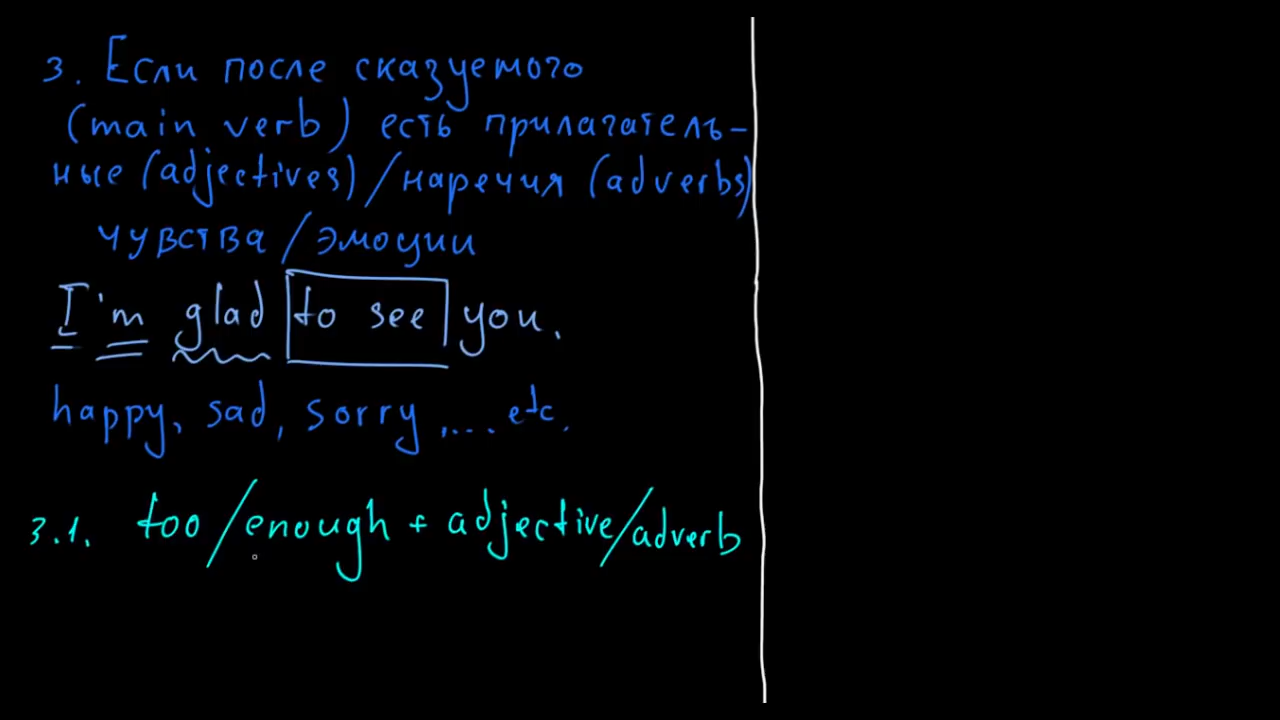 3. Если после сказуемого
(main verb) есть прилагатель-
ные (adjectives)/наречия (adverbs)
чувства/эмоции
I'm glad to see you.
happy, sad, sorry,... etc.
3.1. too/enough + adjective/adverb